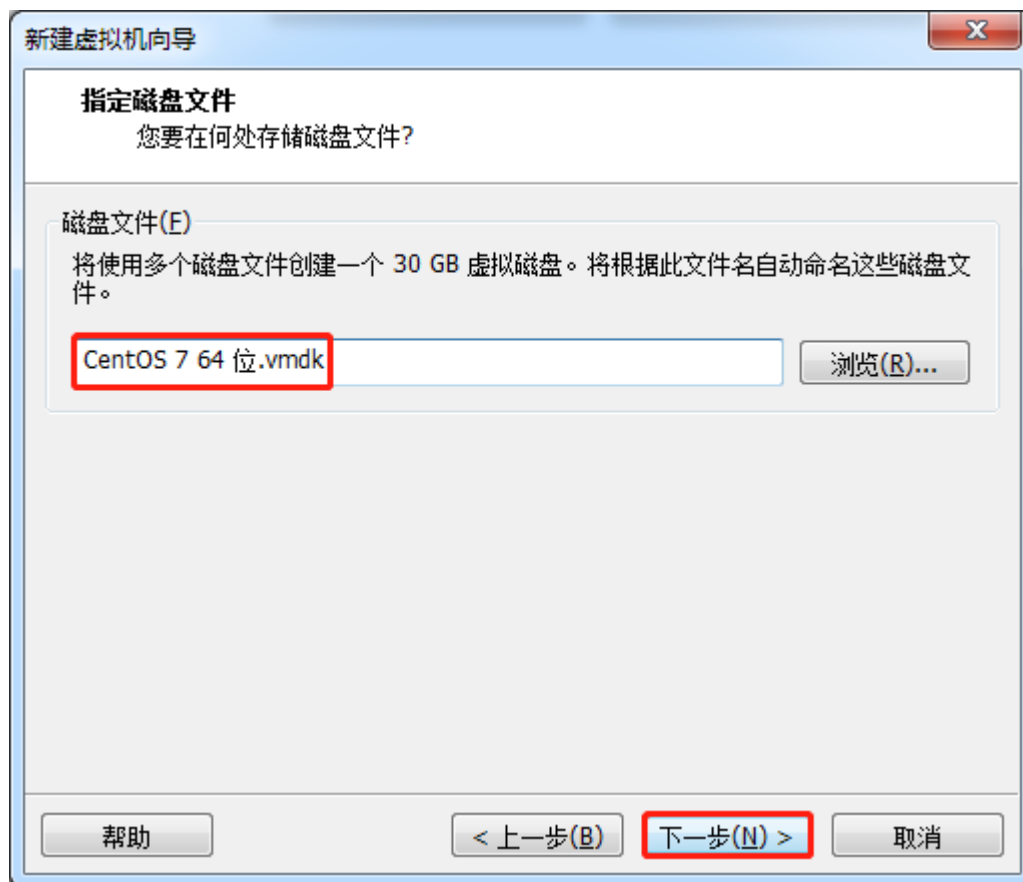 新建虚拟机向导
指定磁盘文件
您要在何处存储磁盘文件?
磁盘文件(F)
将使用多个磁盘文件创建一个 30 GB 虚拟磁盘。将根据此文件名自动命名这些磁盘文
件。
CentOS 7 64 位.vmdk
浏览(R)...
帮助
< 上一步(B)
下一步(N) >
取消